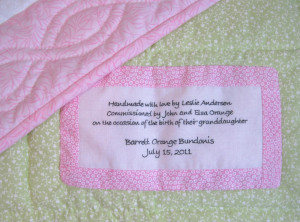 Handmade with love by Leslie Anderson
Commissioned by John and Elsa Orange
on the occasion of the birth of their granddaughter
Barrett Orange Bundonis
July 15, 2011